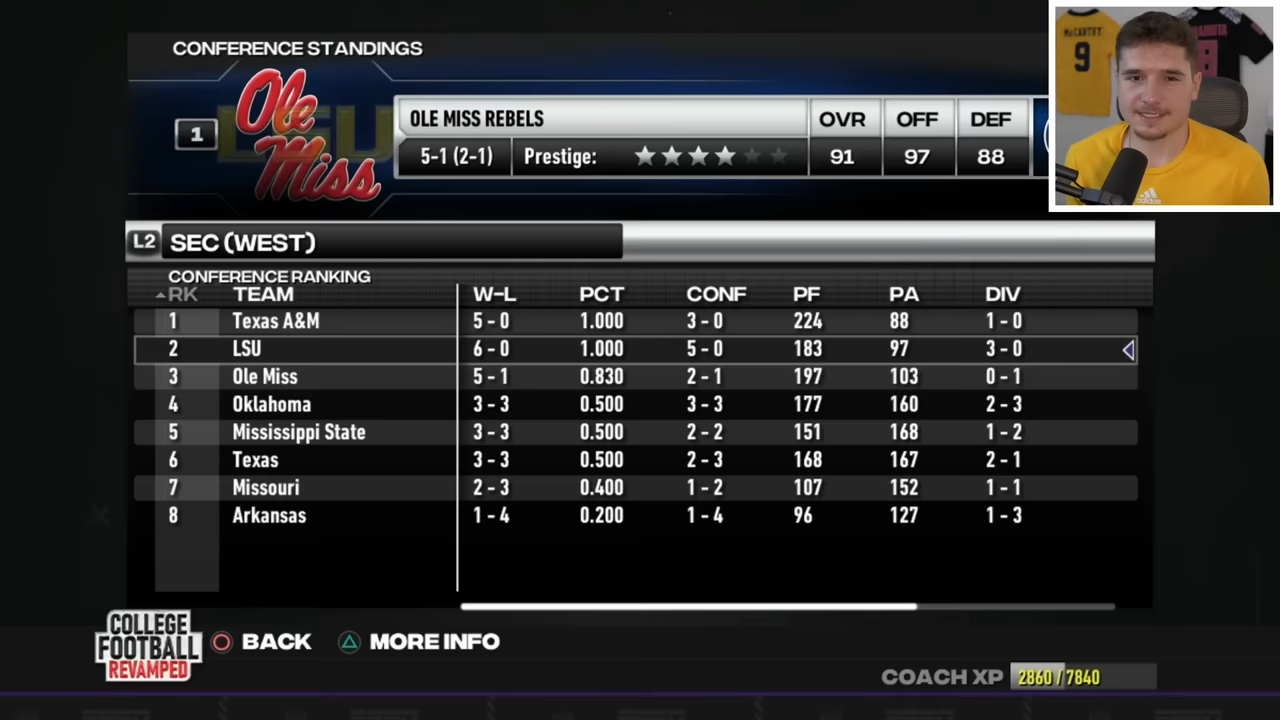 CONFERENCE STANDINGS
McCARTHY
9
8
1
Ole Miss
LSU
OLE MISS REBELS OVR OFF DEF
5-1 (2-1) Prestige: 91 97 88
adidas
L2 SEC (WEST)
CONFERENCE RANKING
RK TEAM W-L PCT CONF PF PA DIV
1 Texas A&M 5 - 0 1.000 3 - 0 224 88 1 - 0
2 LSU 6 - 0 1.000 5 - 0 183 97 3 - 0
3 Ole Miss 5 - 1 0.830 2 - 1 197 103 0 - 1
4 Oklahoma 3 - 3 0.500 3 - 3 177 160 2 - 3
5 Mississippi State 3 - 3 0.500 2 - 2 151 168 1 - 2
6 Texas 3 - 3 0.500 2 - 3 168 167 2 - 1
7 Missouri 2 - 3 0.400 1 - 2 107 152 1 - 1
8 Arkansas 1 - 4 0.200 1 - 4 96 127 1 - 3
COLLEGE
FOOTBALL
REVAMPED
BACK MORE INFO
COACH XP 2860 / 7840